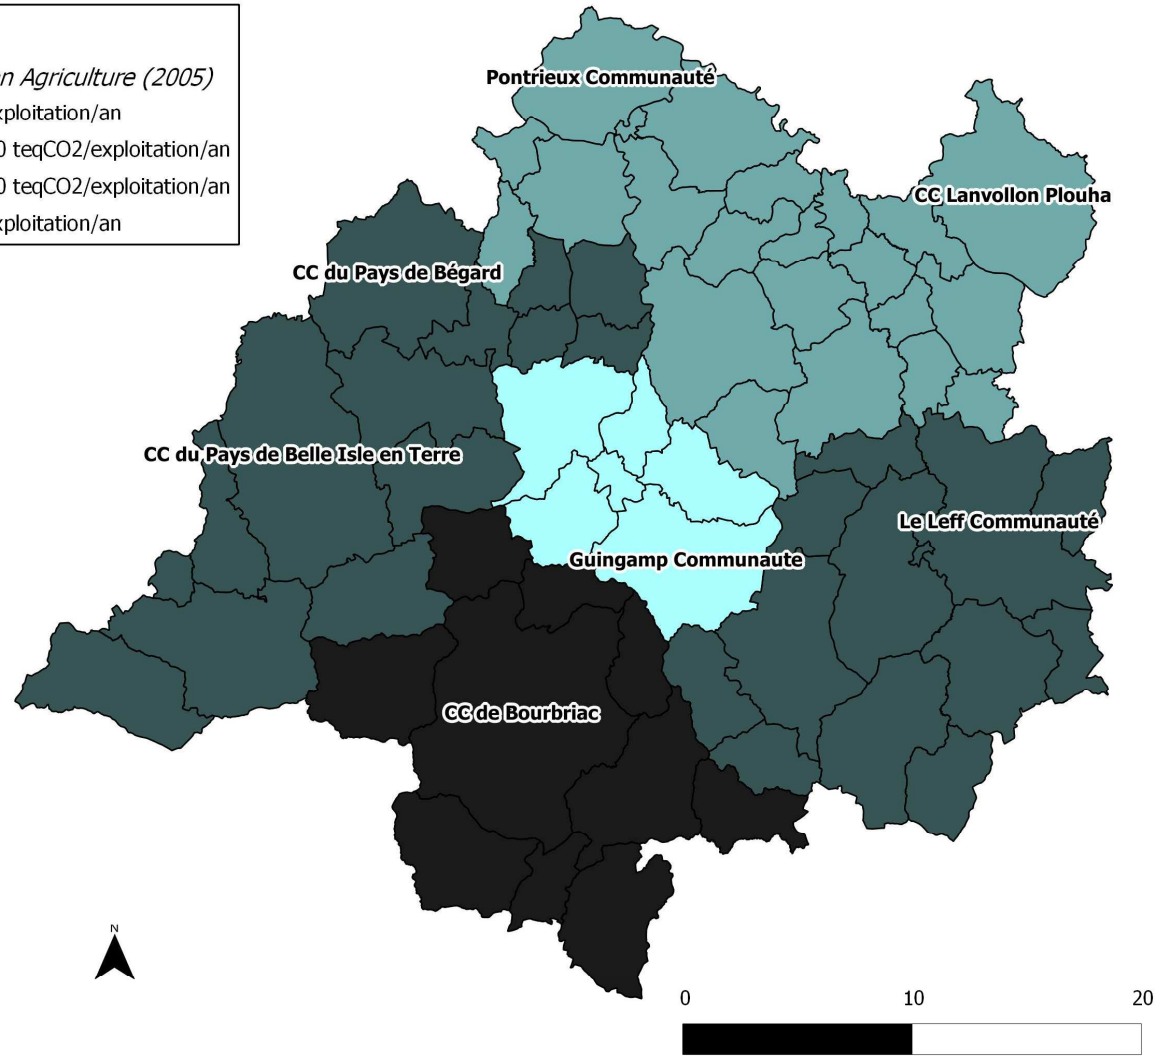 Agriculture (2005)
exploitation/an
0 teqCO2/exploitation/an
0 teqCO2/exploitation/an
exploitation/an
Pontrieux Communauté
CC Lanvollon Plouha
CC du Pays de Bégard
CC du Pays de Belle Isle en Terre
Le Leff Communauté
Guingamp Communaute
CC de Bourbriac
N
0 10 20